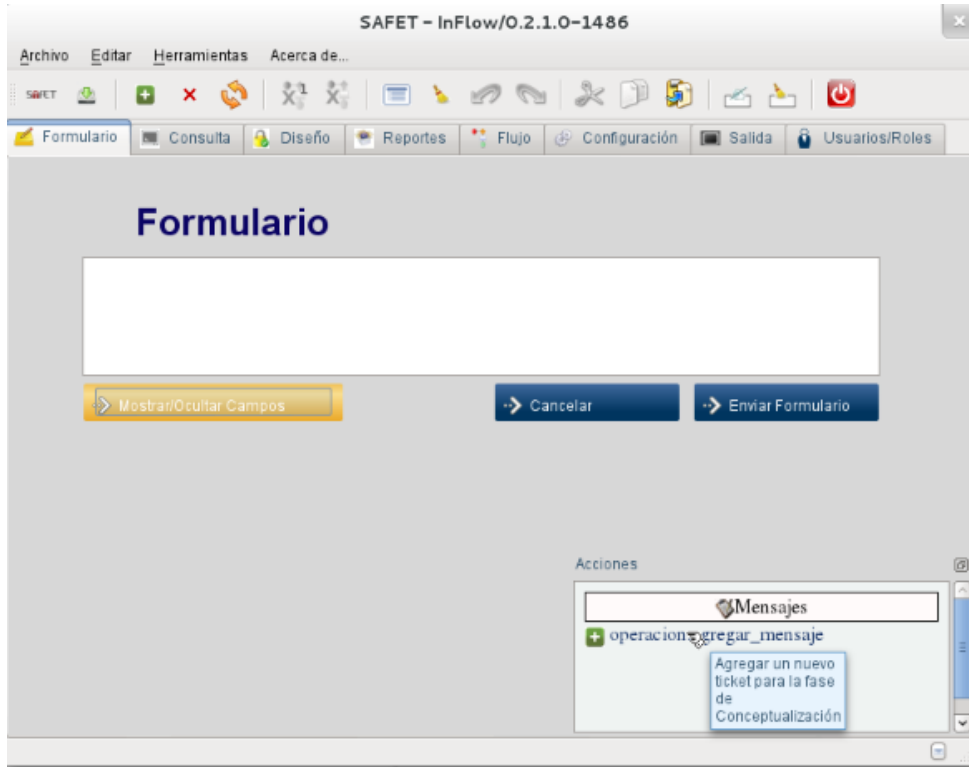 SAFET – InFlow/0.2.1.0-1486
Archivo Editar Herramientas Acerca de...
SAFET
Formulario Consulta Diseño Reportes Flujo Configuración Salida Usuarios/Roles
Formulario
Mostrar/Ocultar Campos Cancelar Enviar Formulario
Acciones
Mensajes
agregar_mensaje
Agregar un nuevo
ticket para la fase
de
Conceptualización